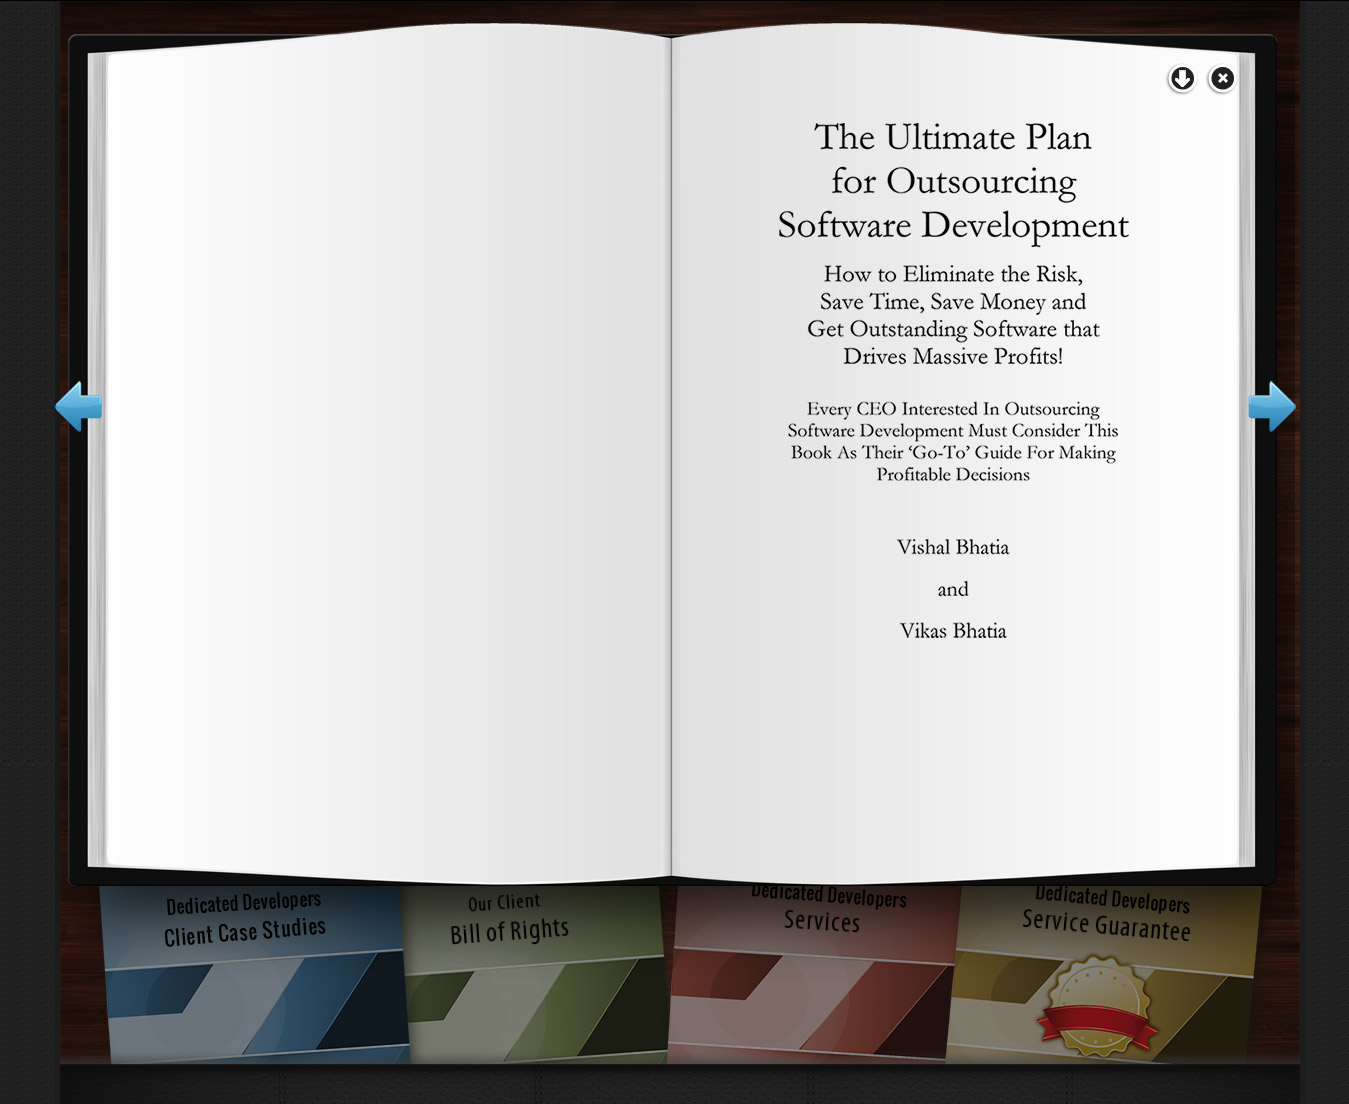 The Ultimate Plan
for Outsourcing
Software Development
How to Eliminate the Risk,
Save Time, Save Money and
Get Outstanding Software that
Drives Massive Profits!
Every CEO Interested In Outsourcing
Software Development Must Consider This
Book As Their ‘Go-To’ Guide For Making
Profitable Decisions
Vishal Bhatia
and
Vikas Bhatia
Dedicated Developers
Client Case Studies
Our Client
Bill of Rights
Dedicated Developers
Services
Dedicated Developers
Service Guarantee